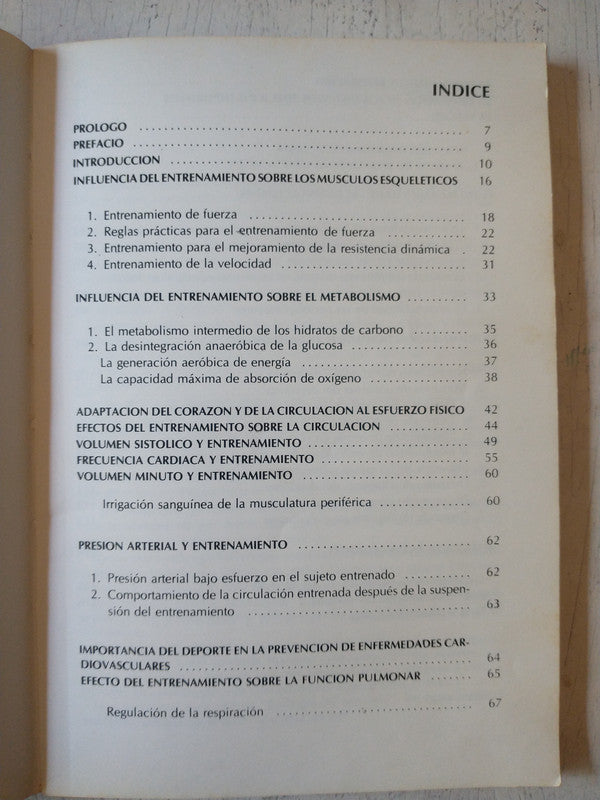 INDICE
PROLOGO .................................................. 7
PREFACIO .................................................. 9
INTRODUCCION .......................................... 10
INFLUENCIA DEL ENTRENAMIENTO SOBRE LOS MUSCULOS ESQUELETICOS 16
1. Entrenamiento de fuerza .............................. 18
2. Reglas prácticas para el entrenamiento de fuerza ........ 22
3. Entrenamiento para el mejoramiento de la resistencia dinámica . 22
4. Entrenamiento de la velocidad ........................ 31
INFLUENCIA DEL ENTRENAMIENTO SOBRE EL METABOLISMO .......... 33
1. El metabolismo intermedio de los hidratos de carbono ........ 35
2. La desintegración anaeróbica de la glucosa ................ 36
La generación aeróbica de energía ...................... 37
La capacidad máxima de absorción de oxígeno ............ 38
ADAPTACION DEL CORAZON Y DE LA CIRCULACION AL ESFUERZO FISICO 42
EFECTOS DEL ENTRENAMIENTO SOBRE LA CIRCULACION ............ 44
VOLUMEN SISTOLICO Y ENTRENAMIENTO ...................... 49
FRECUENCIA CARDIACA Y ENTRENAMIENTO .................... 55
VOLUMEN MINUTO Y ENTRENAMIENTO ........................ 60
Irrigación sanguínea de la musculatura periférica ............ 60
PRESION ARTERIAL Y ENTRENAMIENTO ........................ 62
1. Presión arterial bajo esfuerzo en el sujeto entrenado .......... 62
2. Comportamiento de la circulación entrenada después de la suspen-
sión del entrenamiento .............................. 63
IMPORTANCIA DEL DEPORTE EN LA PREVENCION DE ENFERMEDADES CAR-
DIOVASCULARES .......................................... 64
EFECTO DEL ENTRENAMIENTO SOBRE LA FUNCION PULMONAR ....... 65
Regulación de la respiración .............................. 67